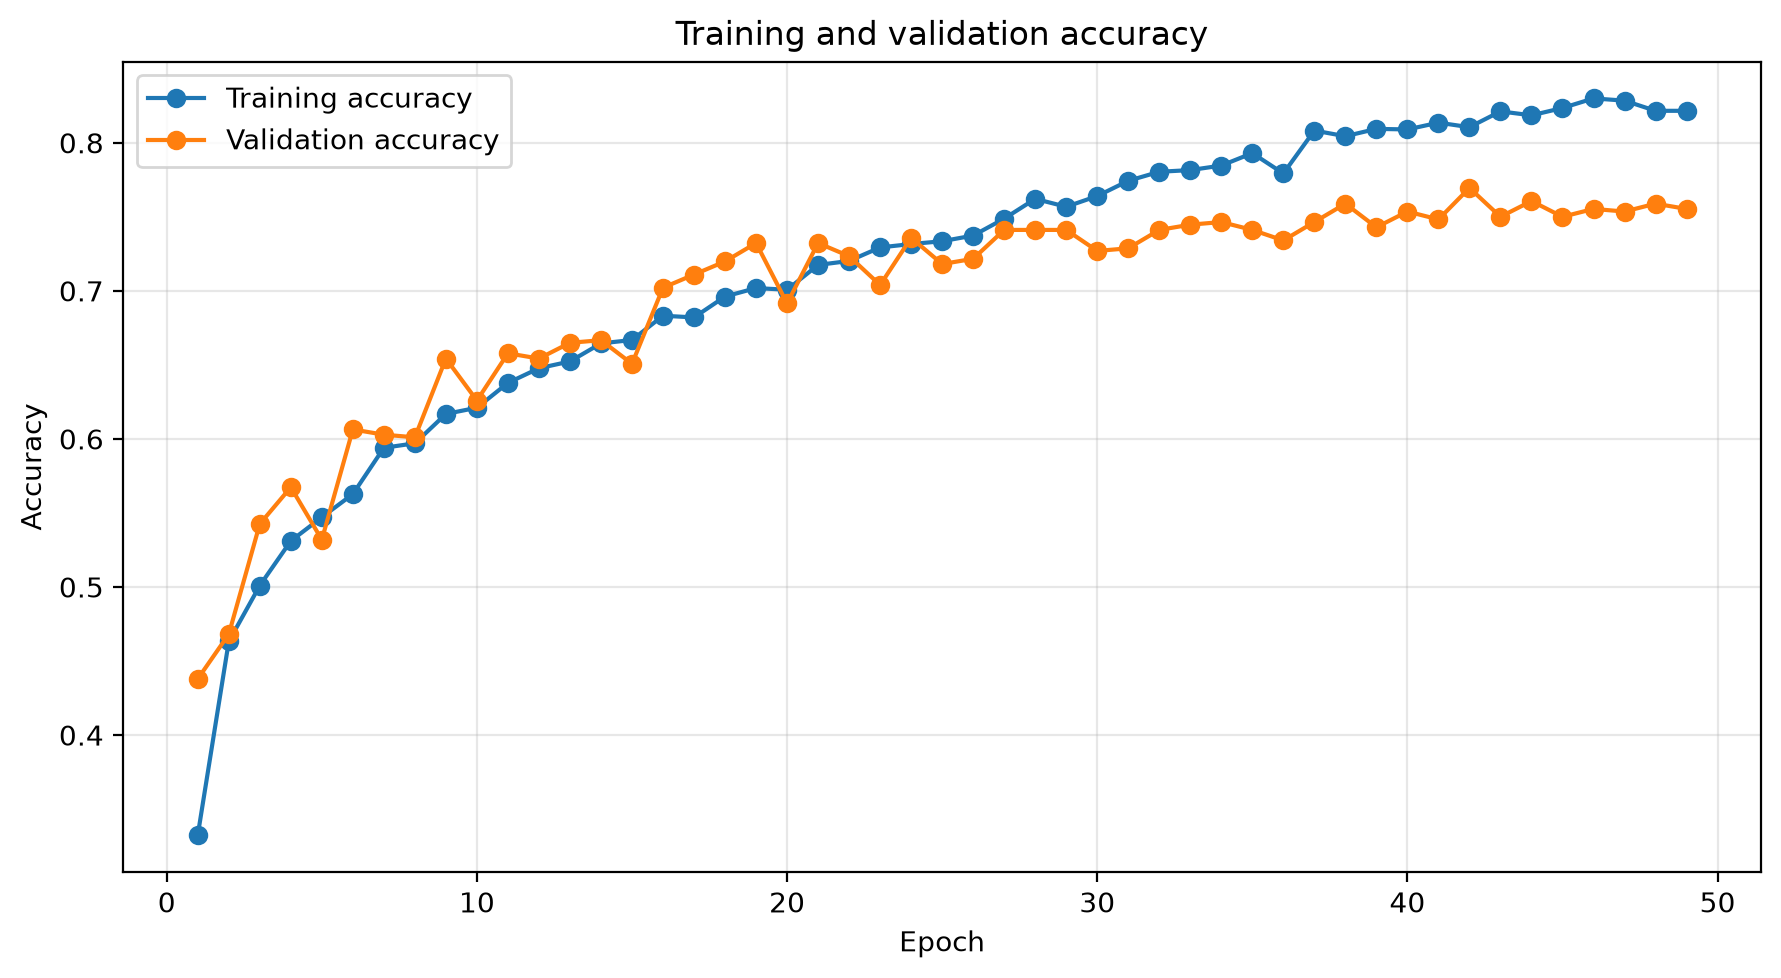 Training and validation accuracy
Training accuracy
Validation accuracy
0.8
0.7
0.6
0.5
0.4
Accuracy
0 10 20 30 40 50
Epoch